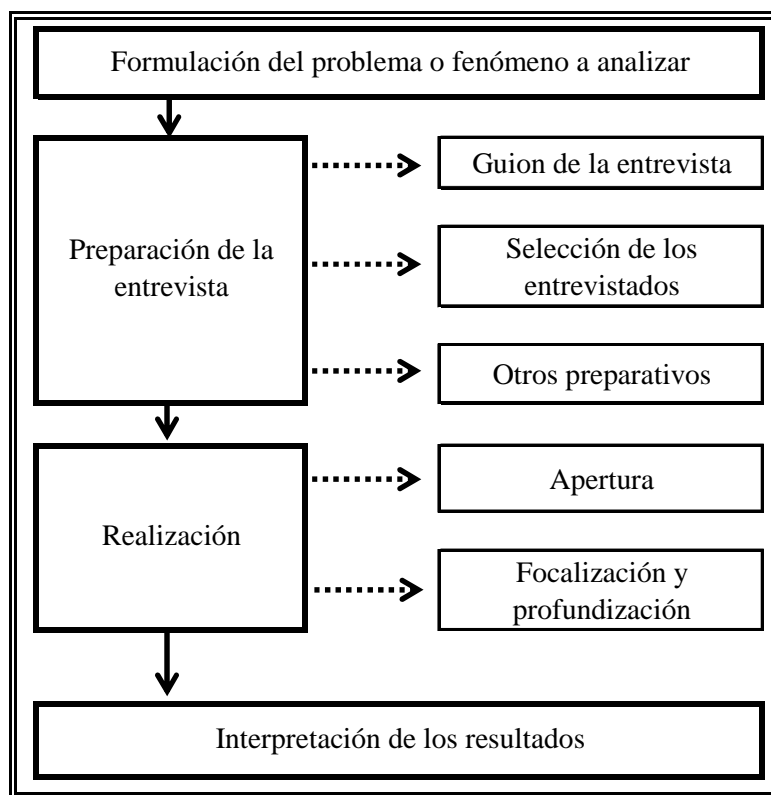 Formulación del problema o fenómeno a analizar
Preparación de la
entrevista
Guion de la entrevista
Selección de los
entrevistados
Otros preparativos
Realización
Apertura
Focalización y
profundización
Interpretación de los resultados